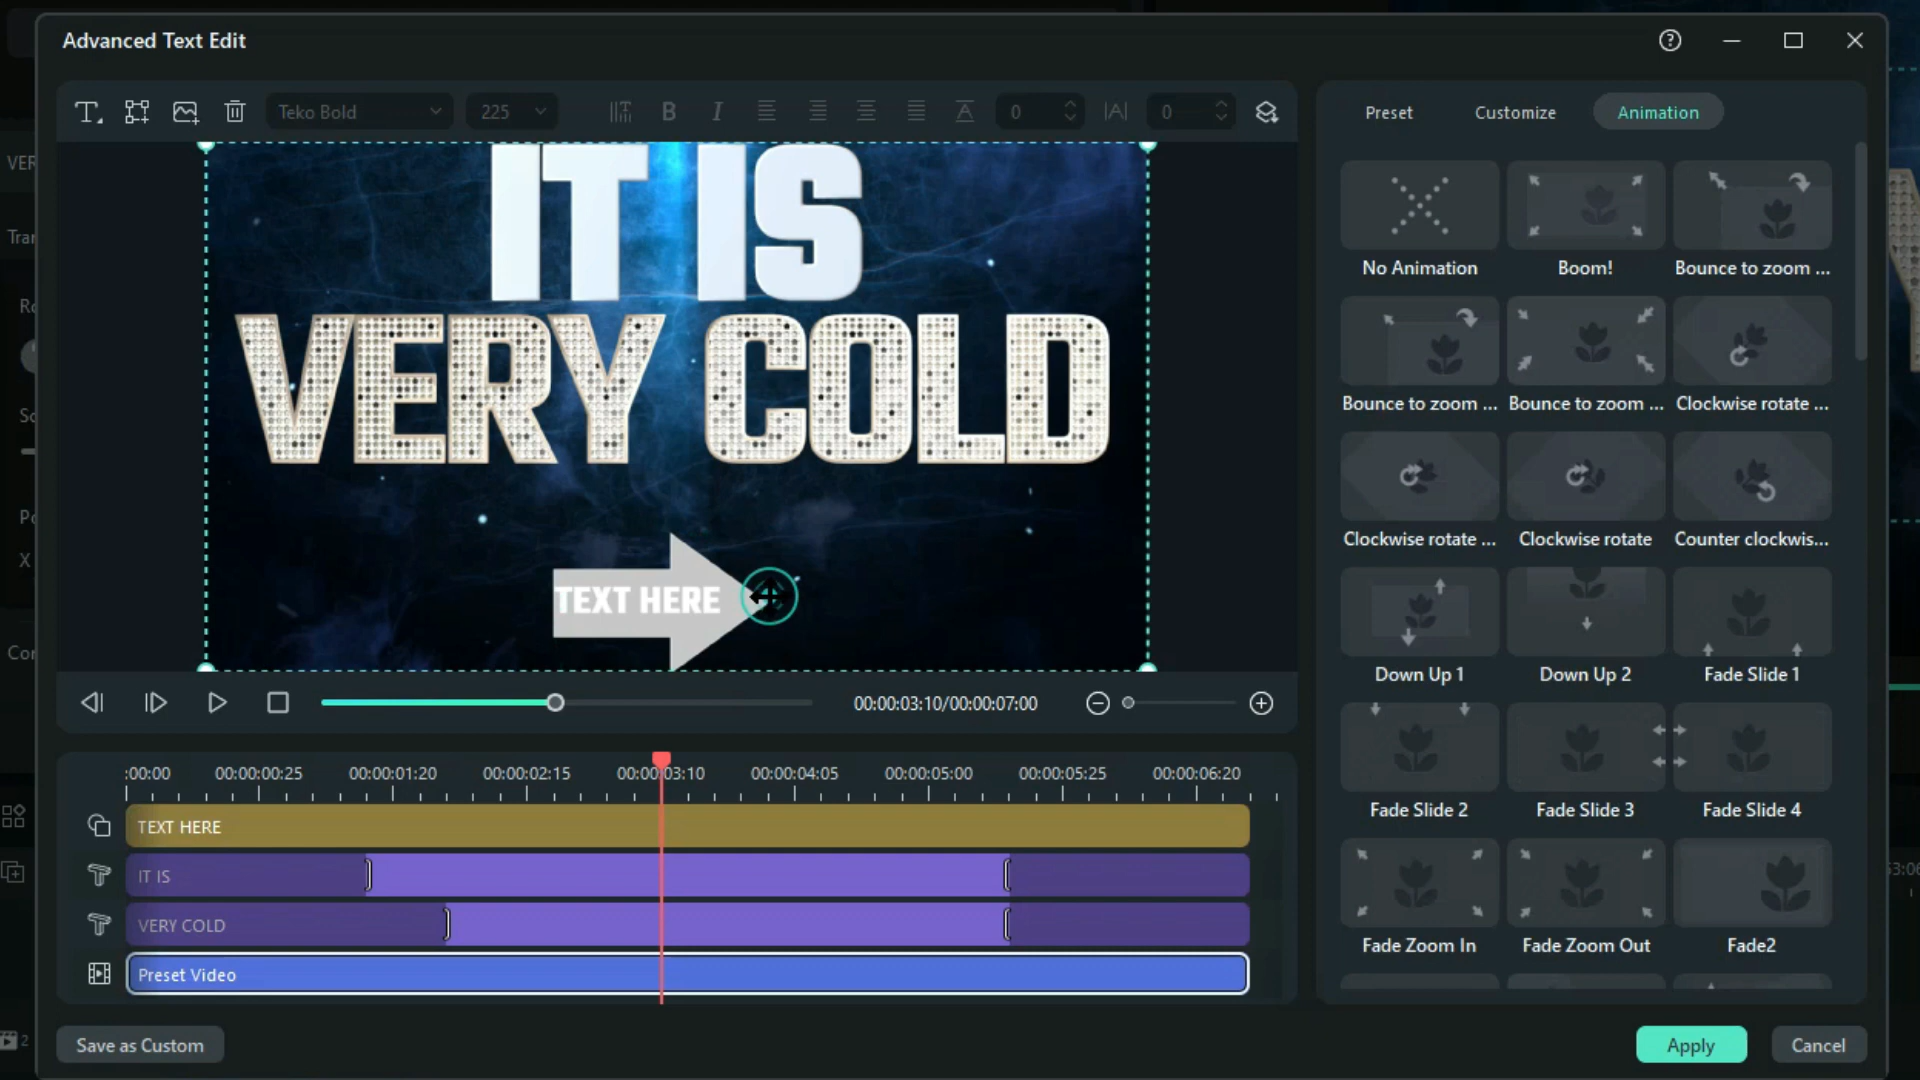 Advanced Text Edit
Teko Bold
225
B
I
A
0
|A|
0
Preset
Customize
Animation
IT IS
VERY COLD
TEXT HERE
No Animation
Boom!
Bounce to zoom ...
Bounce to zoom ...
Bounce to zoom ...
Clockwise rotate ...
Clockwise rotate ...
Clockwise rotate
Counter clockwis...
Down Up 1
Down Up 2
Fade Slide 1
Fade Slide 2
Fade Slide 3
Fade Slide 4
Fade Zoom In
Fade Zoom Out
Fade2
00:00:03:10/00:00:07:00
:00:00
00:00:00:25
00:00:01:20
00:00:02:15
00:00:03:10
00:00:04:05
00:00:05:00
00:00:05:25
00:00:06:20
TEXT HERE
IT IS
VERY COLD
Preset Video
Save as Custom
Apply
Cancel
VER
Trar
X
2